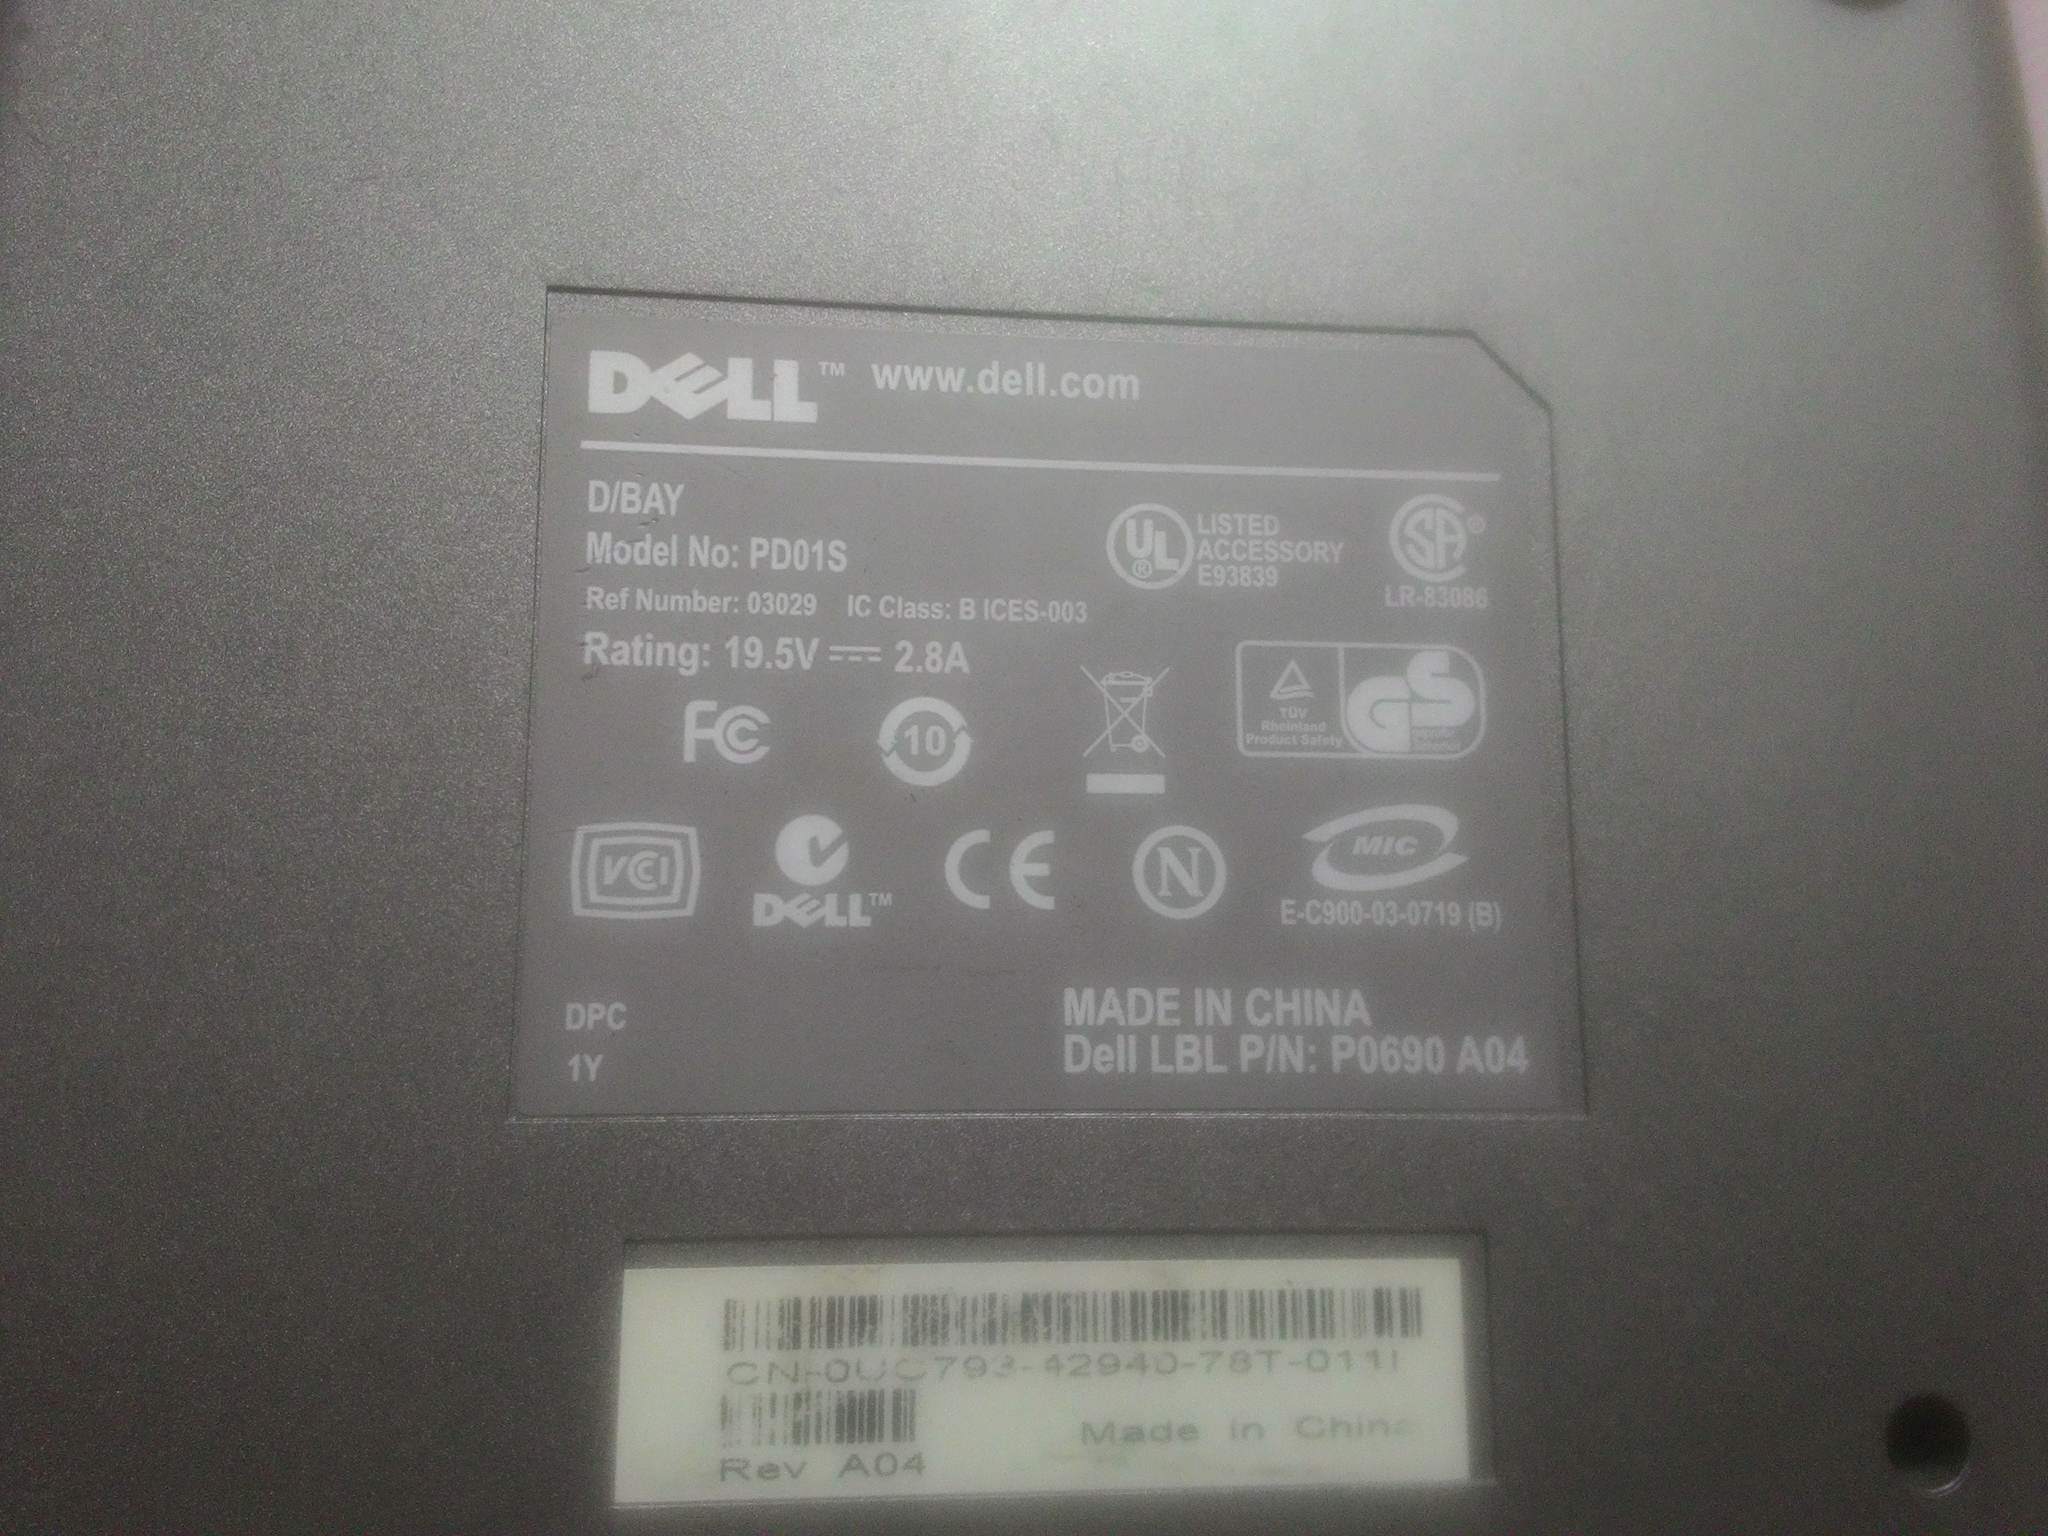 DELL™ www.dell.com
D/BAY
Model No: PD01S
Ref Number: 03029 IC Class: B ICES-003
Rating: 19.5V 2.8A
UL® LISTED
ACCESSORY
E93839
SA®
LR-83086
FC
10
TÜV
Rheinland
Product Safety
GS
VCI
DELL™
CE
N
MIC
E-C900-03-0719 (B)
DPC
1Y
MADE IN CHINA
Dell LBL P/N: P0690 A04
CN-0UC793-42940-78T-011I
Rev A04
Made in China